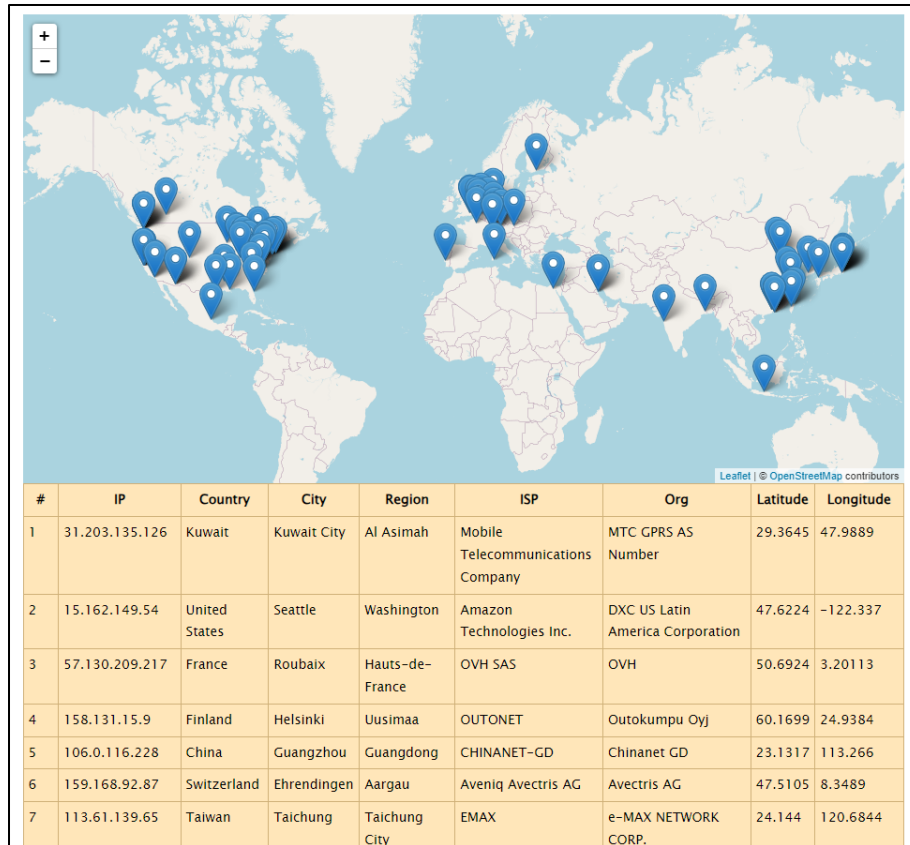 +
−
Leaflet | © OpenStreetMap contributors
# IP Country City Region ISP Org Latitude Longitude
1 31.203.135.126 Kuwait Kuwait City Al Asimah Mobile MTC GPRS AS 29.3645 47.9889
Telecommunications Number
Company
2 15.162.149.54 United Seattle Washington Amazon DXC US Latin 47.6224 -122.337
States Technologies Inc. America Corporation
3 57.130.209.217 France Roubaix Hauts-de- OVH SAS OVH 50.6924 3.20113
France
4 158.131.15.9 Finland Helsinki Uusimaa OUTONET Outokumpu Oyj 60.1699 24.9384
5 106.0.116.228 China Guangzhou Guangdong CHINANET-GD Chinanet GD 23.1317 113.266
6 159.168.92.87 Switzerland Ehrendingen Aargau Aveniq Avectris AG Avectris AG 47.5105 8.3489
7 113.61.139.65 Taiwan Taichung Taichung EMAX e-MAX NETWORK 24.144 120.6844
City CORP.